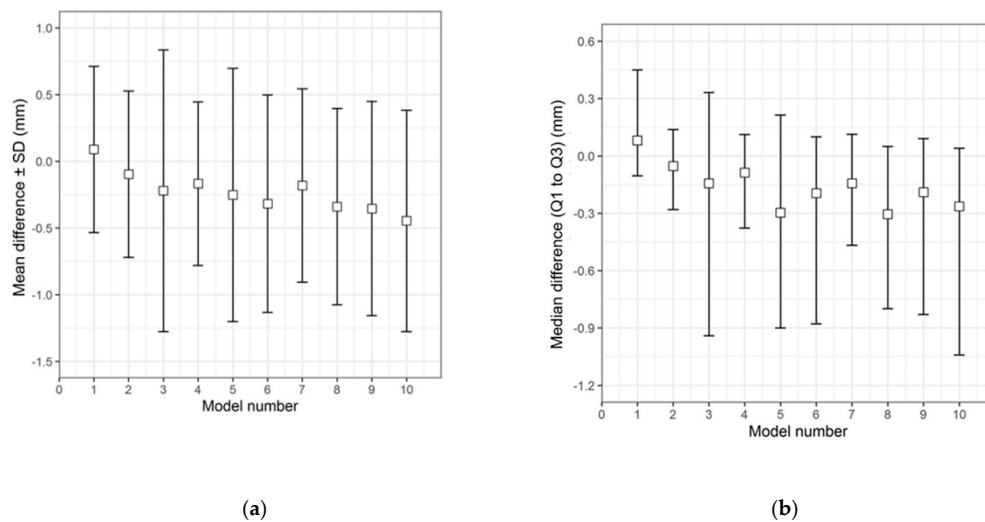 Mean difference ± SD (mm)
1.0
0.5
0.0
-0.5
-1.0
-1.5
0 1 2 3 4 5 6 7 8 9 10
Model number
(a)
Median difference (Q1 to Q3) (mm)
0.6
0.3
0.0
-0.3
-0.6
-0.9
-1.2
0 1 2 3 4 5 6 7 8 9 10
Model number
(b)